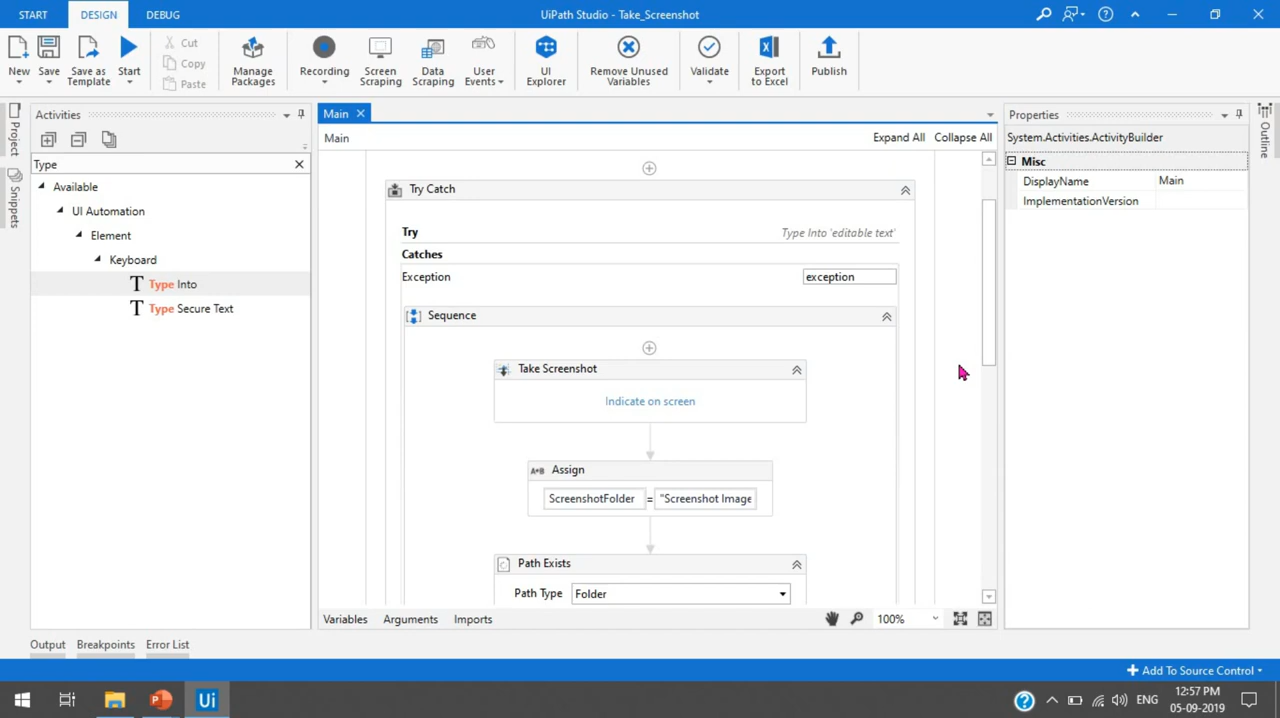 START DESIGN DEBUG UiPath Studio - Take_Screenshot
New Save Save as Template Start Cut Copy Paste Manage Packages Recording Screen Scraping Data Scraping User Events UI Explorer Remove Unused Variables Validate Export to Excel Publish
Project
Snippets
Activities
Type
Available
UI Automation
Element
Keyboard
Type Into
Type Secure Text
Main
Main Expand All Collapse All
Try Catch
Try Type Into 'editable text'
Catches
Exception exception
Sequence
Take Screenshot
Indicate on screen
A+B Assign
ScreenshotFolder = "Screenshot Image
Path Exists
Path Type Folder
Variables Arguments Imports 100%
Properties
System.Activities.ActivityBuilder
Misc
DisplayName Main
ImplementationVersion
Outline
Output Breakpoints Error List
Add To Source Control
Ui ENG 12:57 PM
05-09-2019